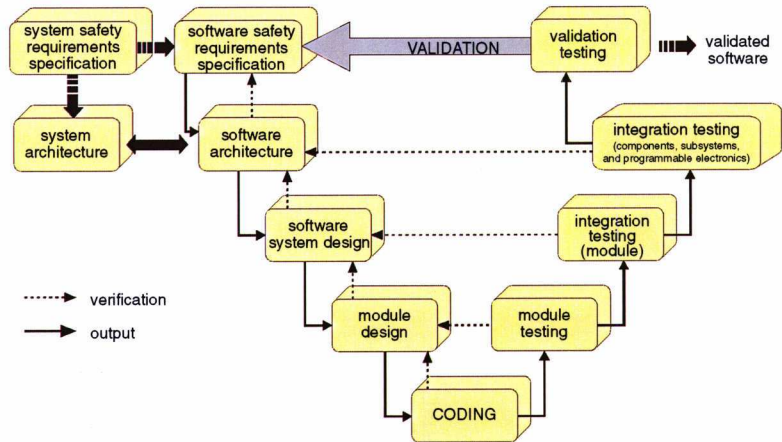 system safety
requirements
specification
software safety
requirements
specification
VALIDATION
validation
testing
validated
software
system
architecture
software
architecture
integration testing
(components, subsystems,
and programmable electronics)
software
system design
integration
testing
(module)
verification
output
module
design
module
testing
CODING